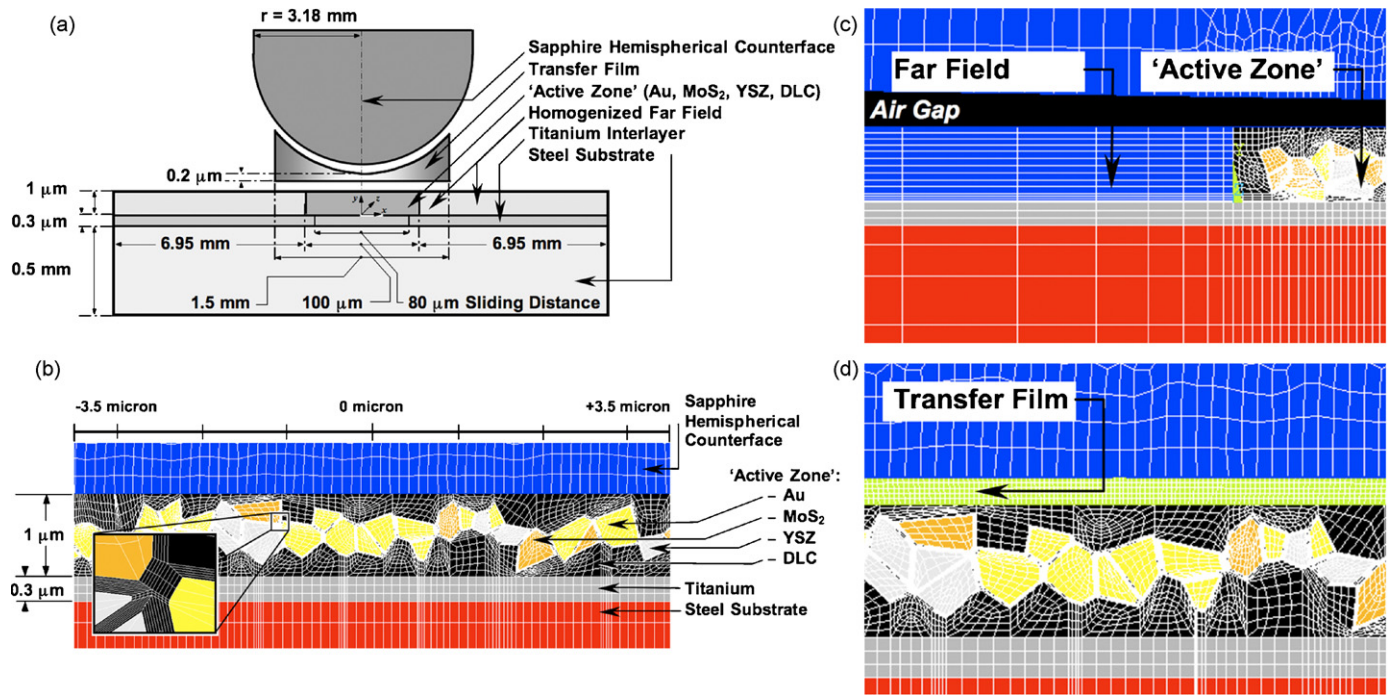 (a)
r = 3.18 mm
Sapphire Hemispherical Counterface
Transfer Film
'Active Zone' (Au, MoS₂, YSZ, DLC)
Homogenized Far Field
Titanium Interlayer
Steel Substrate
0.2 μm
1 μm
0.3 μm
0.5 mm
y
z
x
6.95 mm
6.95 mm
1.5 mm
100 μm
80 μm Sliding Distance
(b)
-3.5 micron
0 micron
+3.5 micron
Sapphire
Hemispherical
Counterface
'Active Zone':
– Au
– MoS₂
– YSZ
– DLC
Titanium
Steel Substrate
1 μm
0.3 μm
(c)
Far Field
'Active Zone'
Air Gap
(d)
Transfer Film